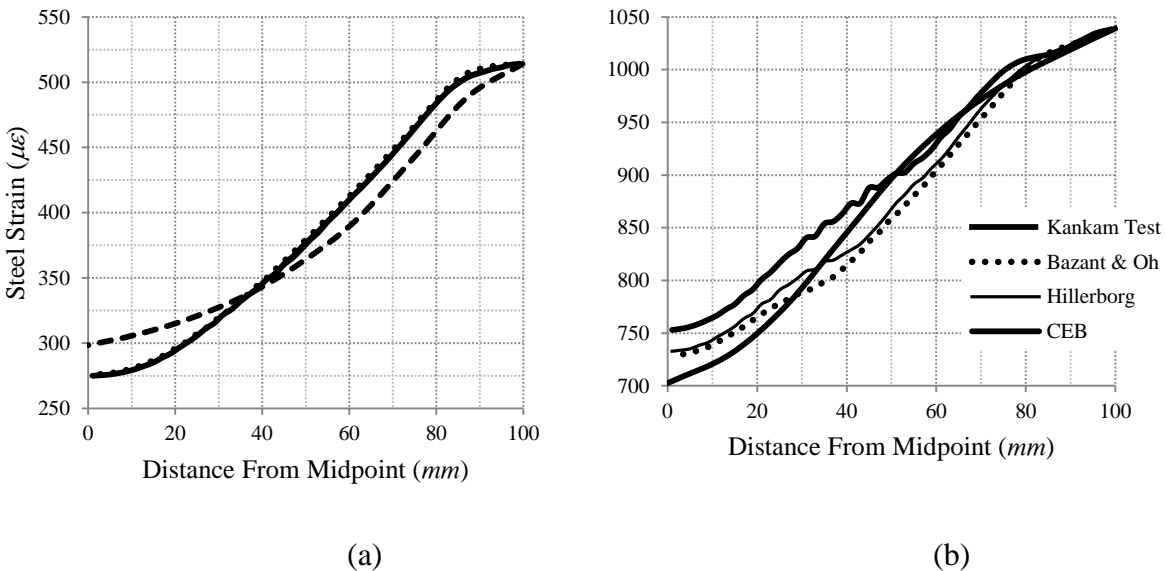 550
500
450
400
350
300
250
Steel Strain (με)
0 20 40 60 80 100
Distance From Midpoint (mm)
(a)
1050
1000
950
900
850
800
750
700
Kankam Test
Bazant & Oh
Hillerborg
CEB
0 20 40 60 80 100
Distance From Midpoint (mm)
(b)